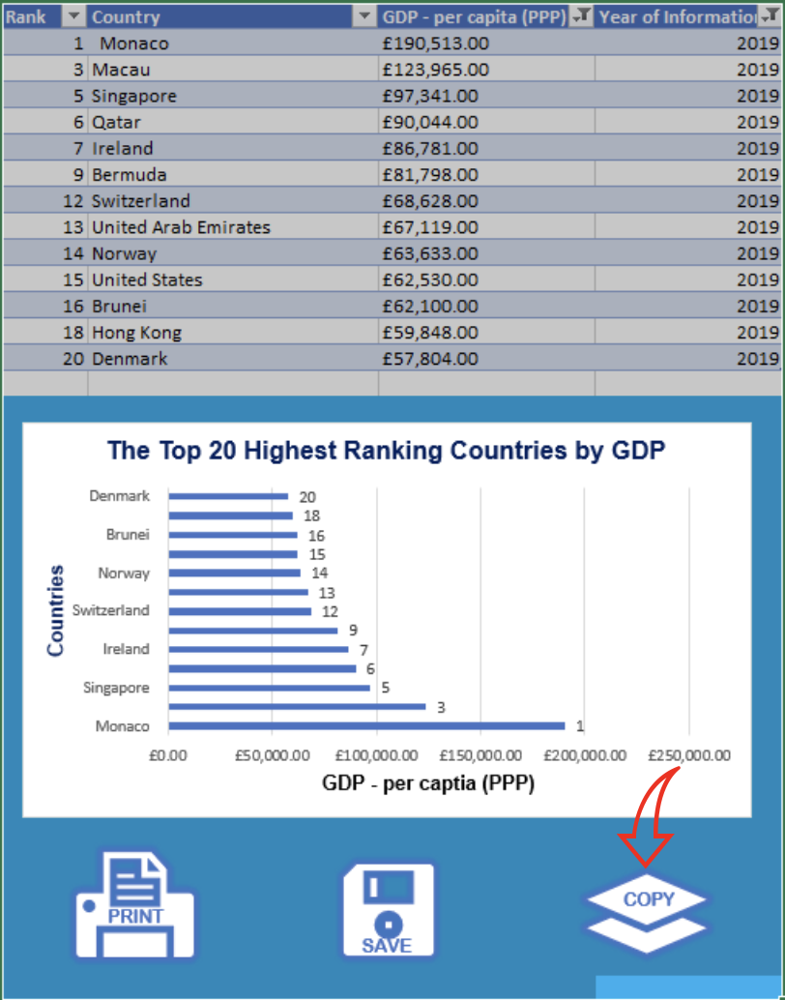 Rank Country GDP - per capita (PPP) Year of Informatio
1 Monaco £190,513.00 2019
3 Macau £123,965.00 2019
5 Singapore £97,341.00 2019
6 Qatar £90,044.00 2019
7 Ireland £86,781.00 2019
9 Bermuda £81,798.00 2019
12 Switzerland £68,628.00 2019
13 United Arab Emirates £67,119.00 2019
14 Norway £63,633.00 2019
15 United States £62,530.00 2019
16 Brunei £62,100.00 2019
18 Hong Kong £59,848.00 2019
20 Denmark £57,804.00 2019
The Top 20 Highest Ranking Countries by GDP
Countries
Denmark 20
18
Brunei 16
15
Norway 14
13
Switzerland 12
9
Ireland 7
6
Singapore 5
3
Monaco 1
£0.00 £50,000.00 £100,000.00 £150,000.00 £200,000.00 £250,000.00
GDP - per captia (PPP)
PRINT SAVE COPY